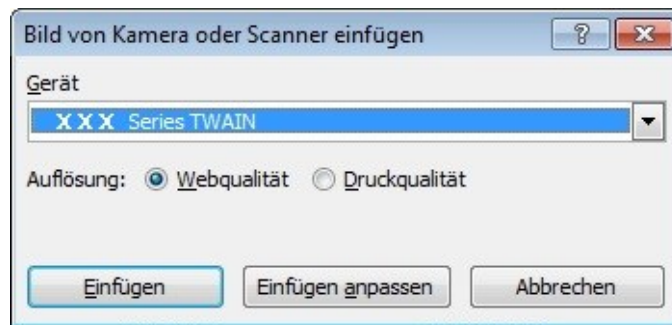 Bild von Kamera oder Scanner einfügen
Gerät
XXX Series TWAIN
Auflösung: Webqualität Druckqualität
Einfügen Einfügen anpassen Abbrechen